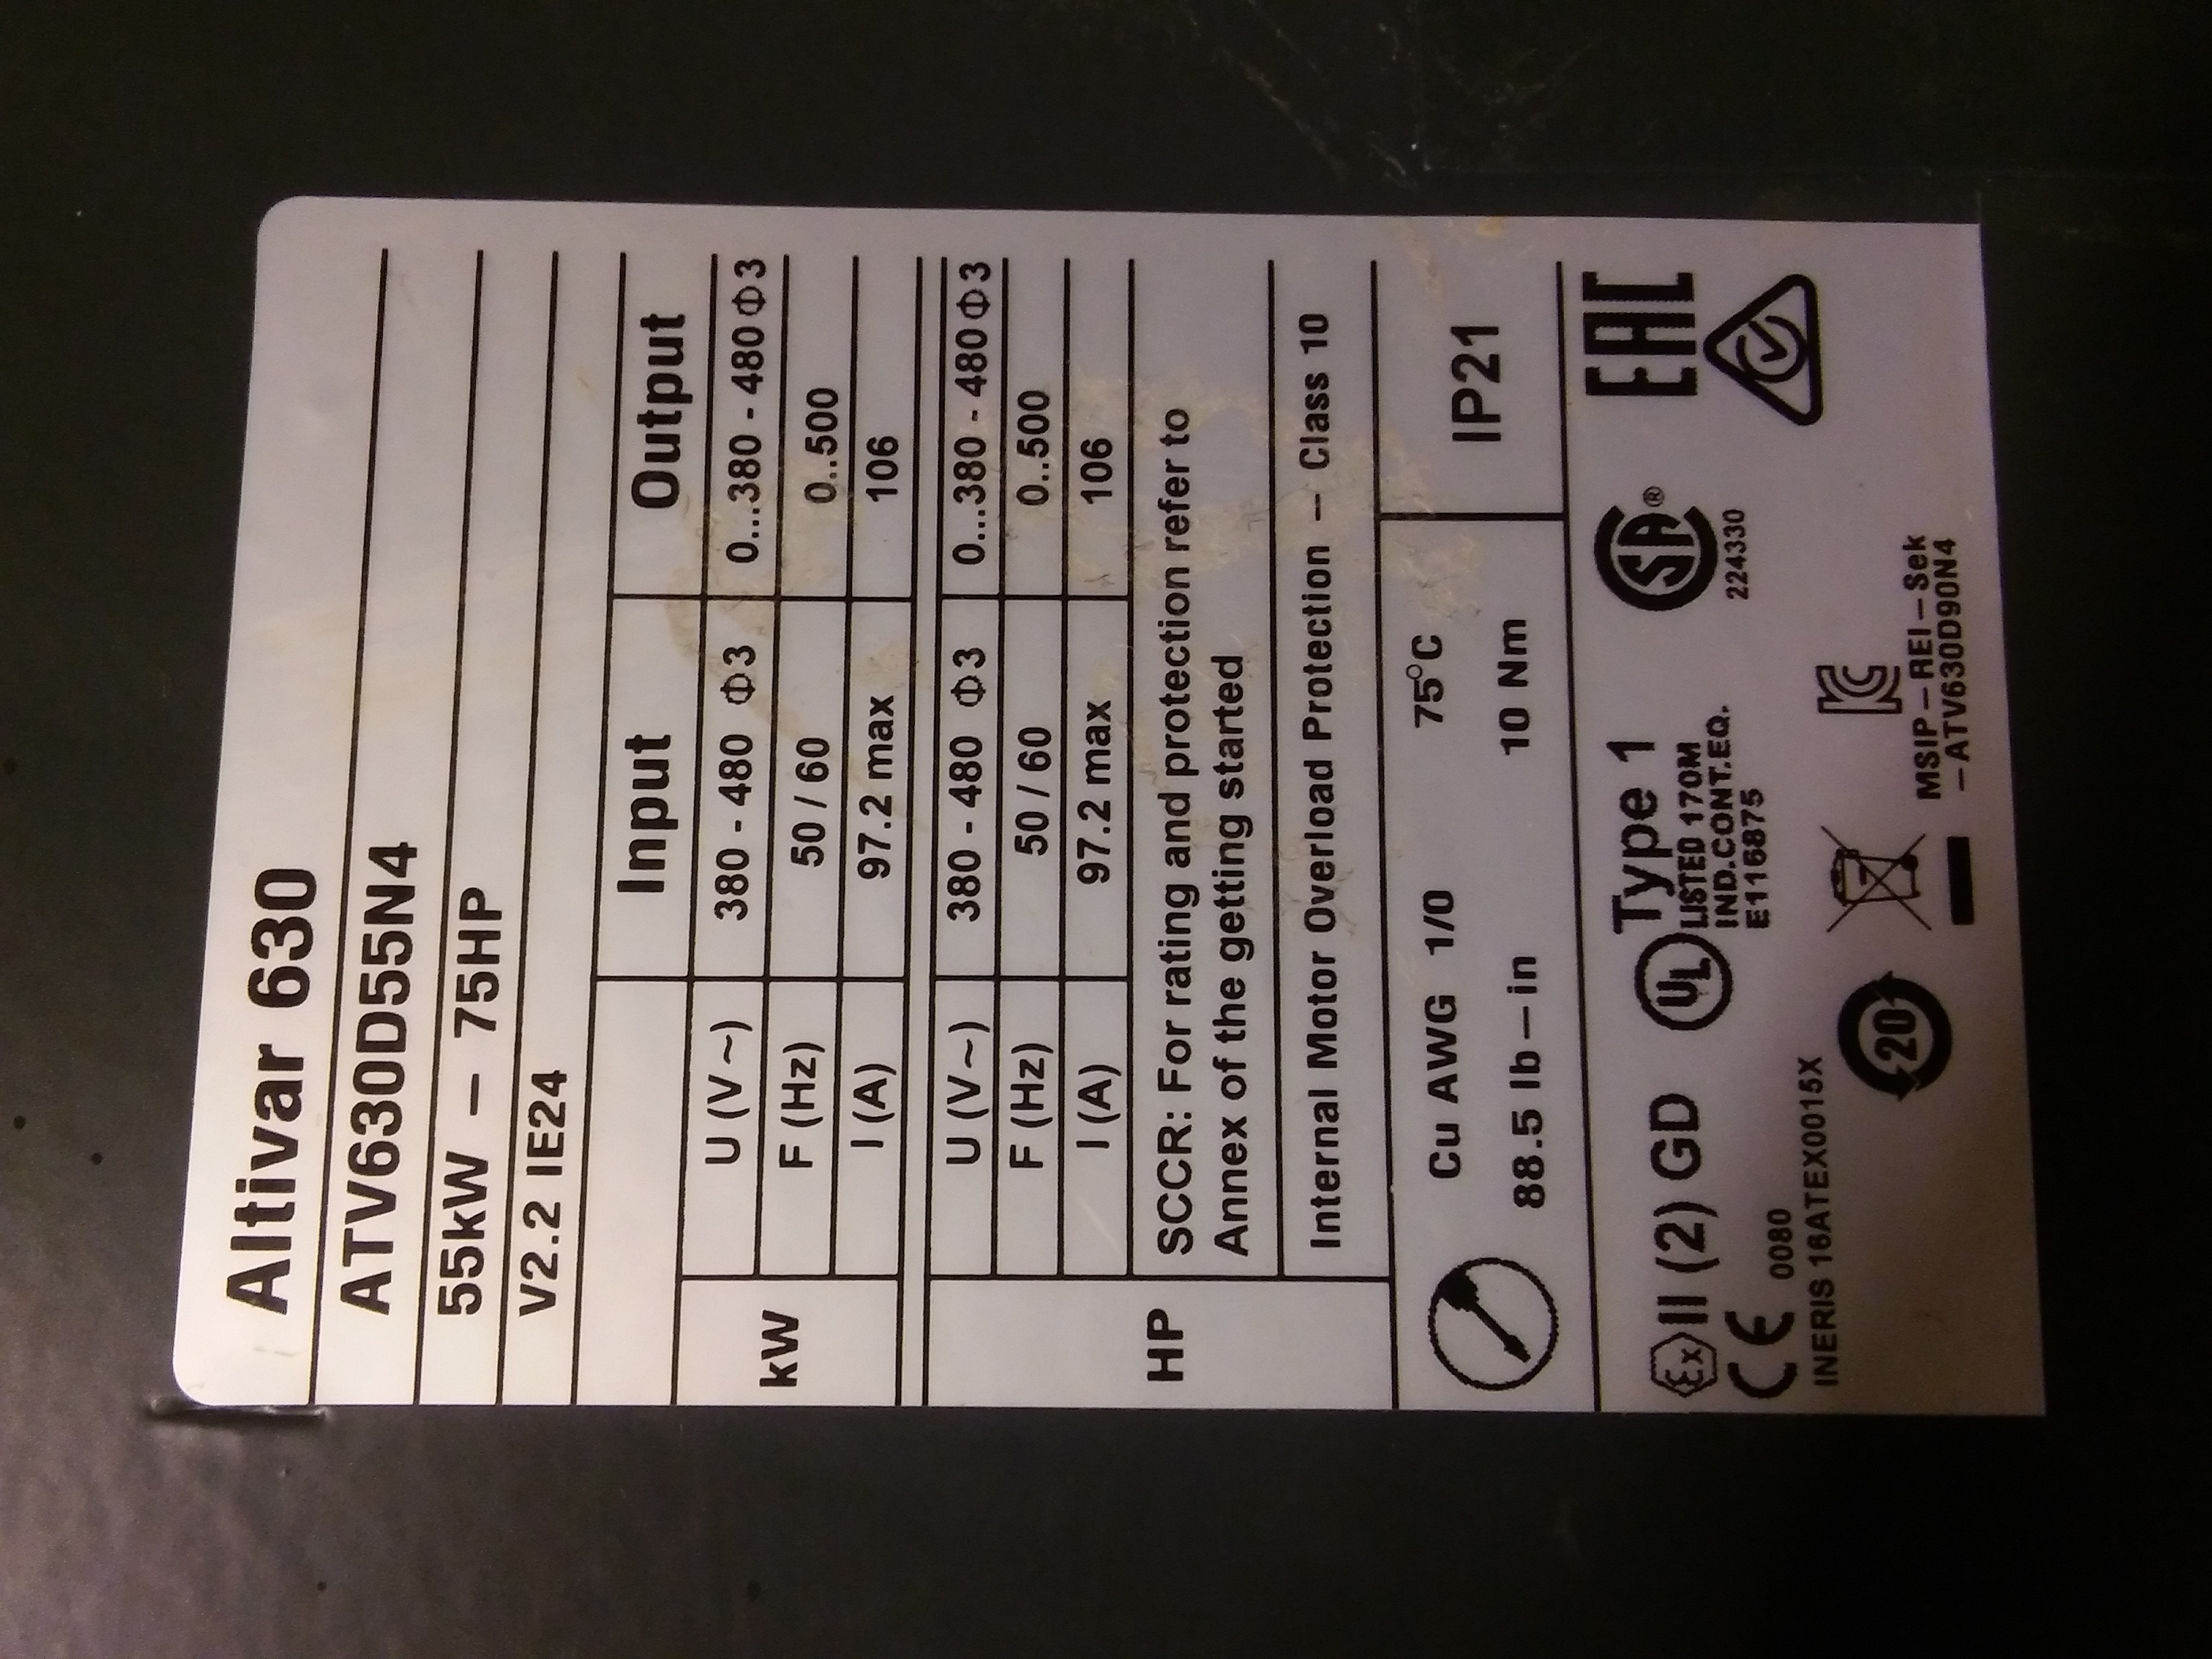 Altivar 630
ATV630D55N4
55kW – 75HP
V2.2 IE24
Input Output
kW
U (V~) 380 - 480 Φ3 0...380 - 480Φ3
F (Hz) 50 / 60 0..500
I (A) 97.2 max 106
HP
U (V~) 380 - 480 Φ3 0...380 - 480Φ3
F (Hz) 50 / 60 0..500
I (A) 97.2 max 106
SCCR: For rating and protection refer to
Annex of the getting started
Internal Motor Overload Protection – Class 10
Cu AWG 1/0 75°C
88.5 lb–in 10 Nm
IP21
Ex II (2) GD
CE 0080
INERIS 16ATEX0015X
UL Type 1
LISTED 170M
IND.CONT.EQ.
E116875
SA®
224330
EAC
20
KC
MSIP–REI–Sek
–ATV630D90N4